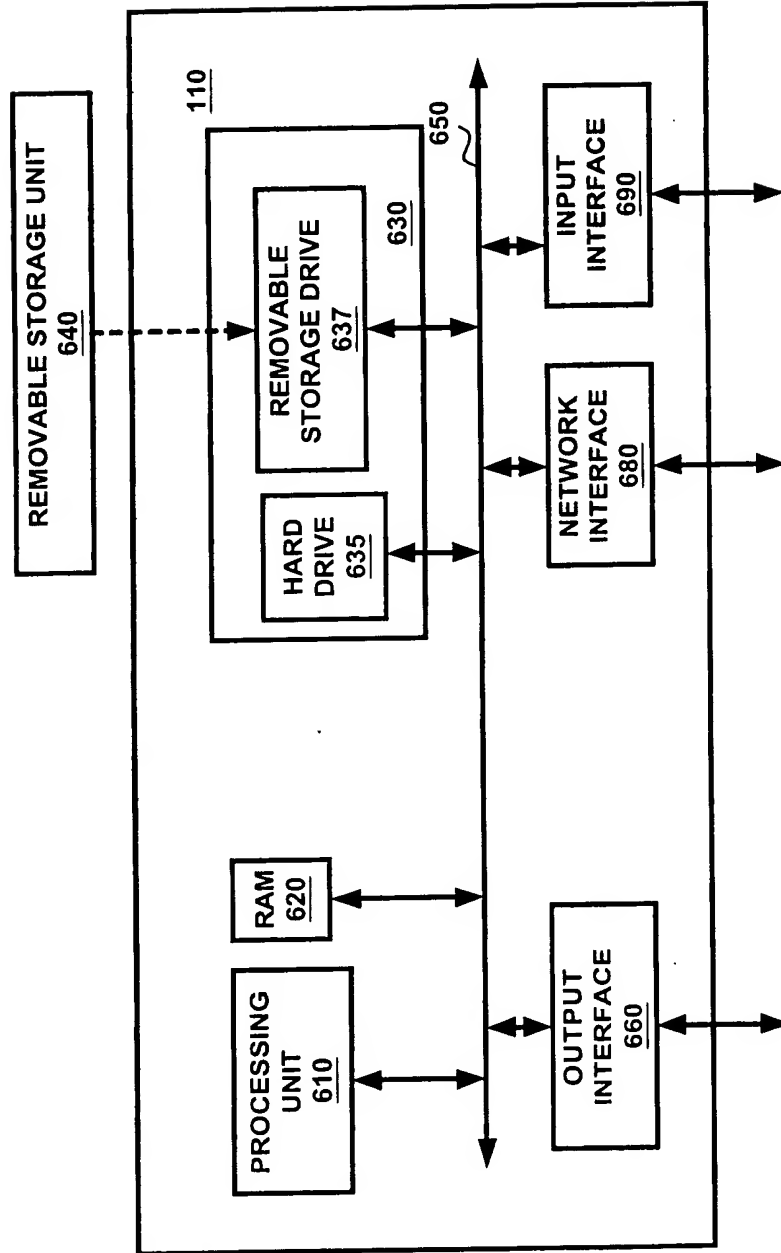 REMOVABLE STORAGE UNIT
640
110
REMOVABLE
STORAGE DRIVE
637
630
HARD
DRIVE
635
650
RAM
620
PROCESSING
UNIT
610
OUTPUT
INTERFACE
660
NETWORK
INTERFACE
680
INPUT
INTERFACE
690